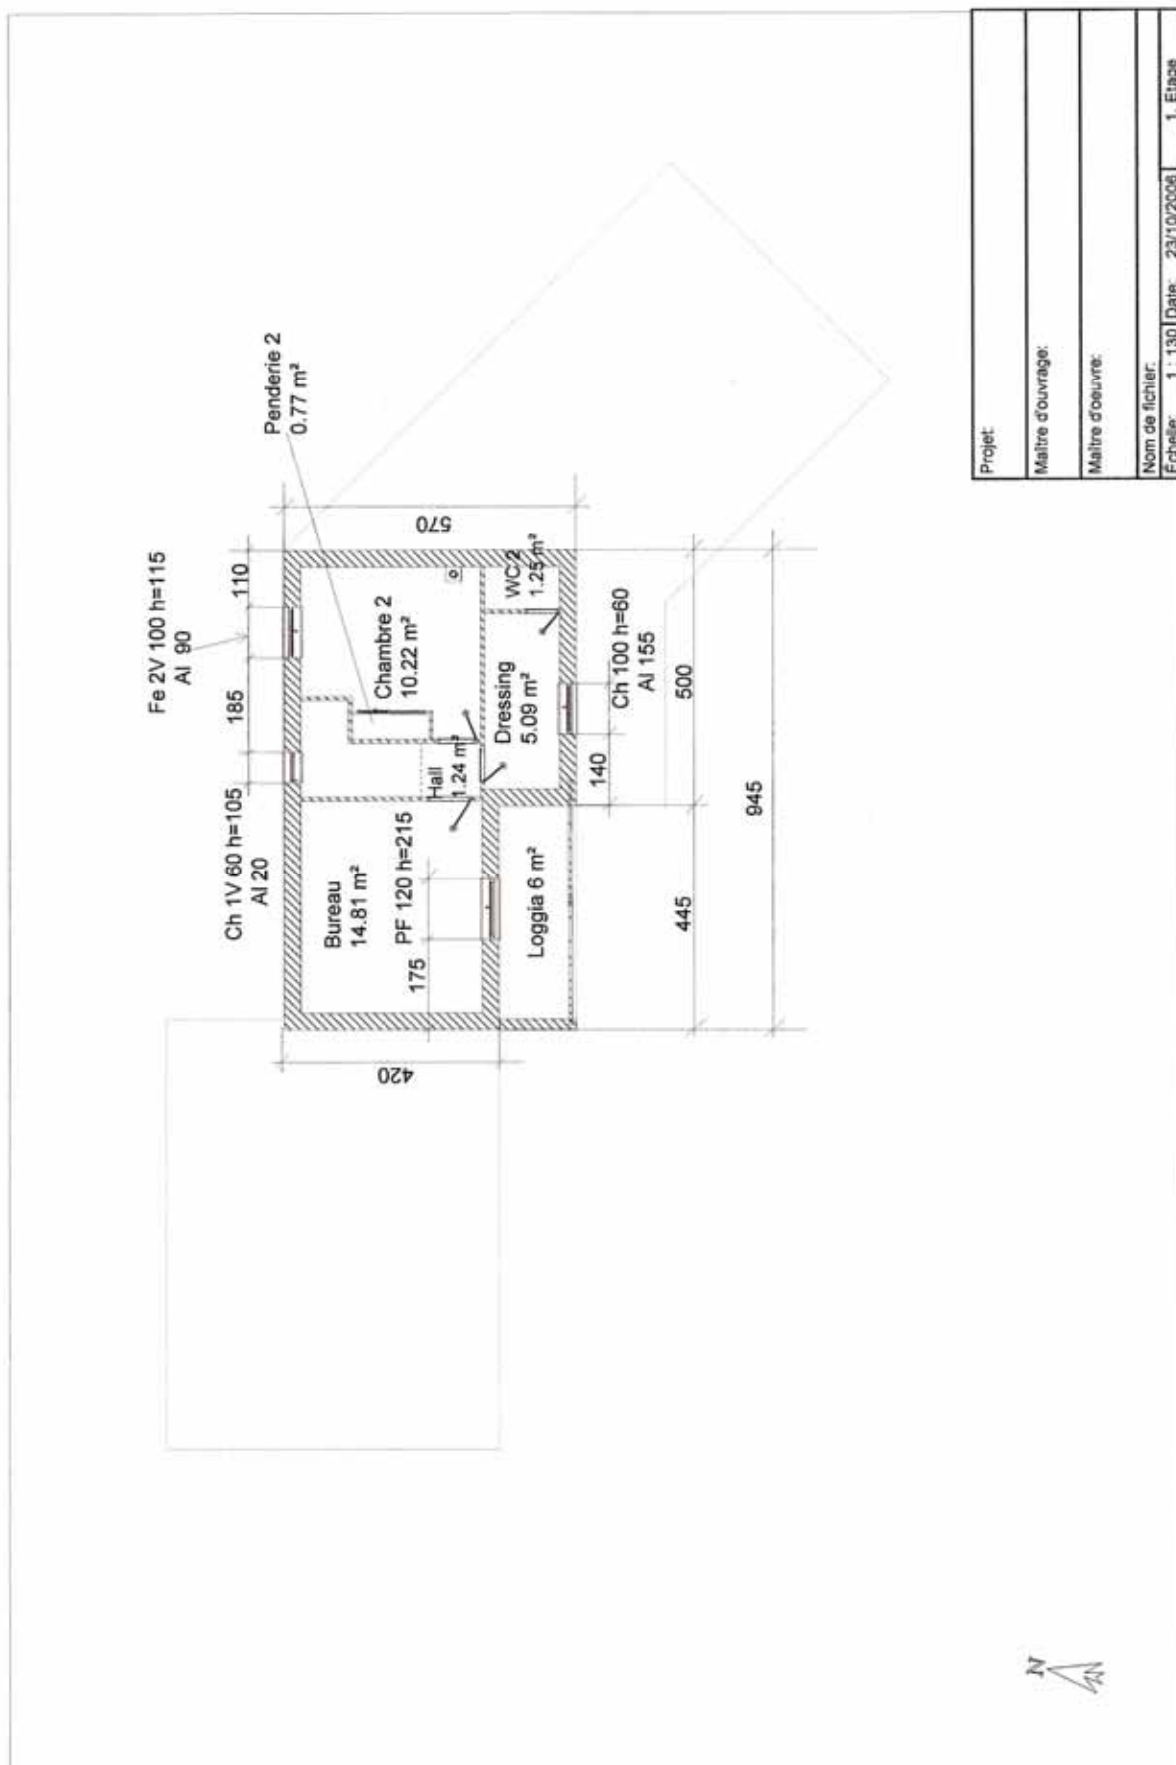 Fe 2V 100 h=115
Al 90
Penderie 2
0.77 m²
Ch 1V 60 h=105
Al 20
185
110
570
Bureau
14.81 m²
Chambre 2
10.22 m²
PF 120 h=215
175
Hall
1.24 m²
Dressing
5.09 m²
WC 2
1.25 m²
420
Loggia 6 m²
140
Ch 100 h=60
Al 155
445
500
945
N
Projet:
Maître d'ouvrage:
Maître d'oeuvre:
Nom de fichier:
Échelle: 1 : 130 Date: 23/10/2006 1. Etage